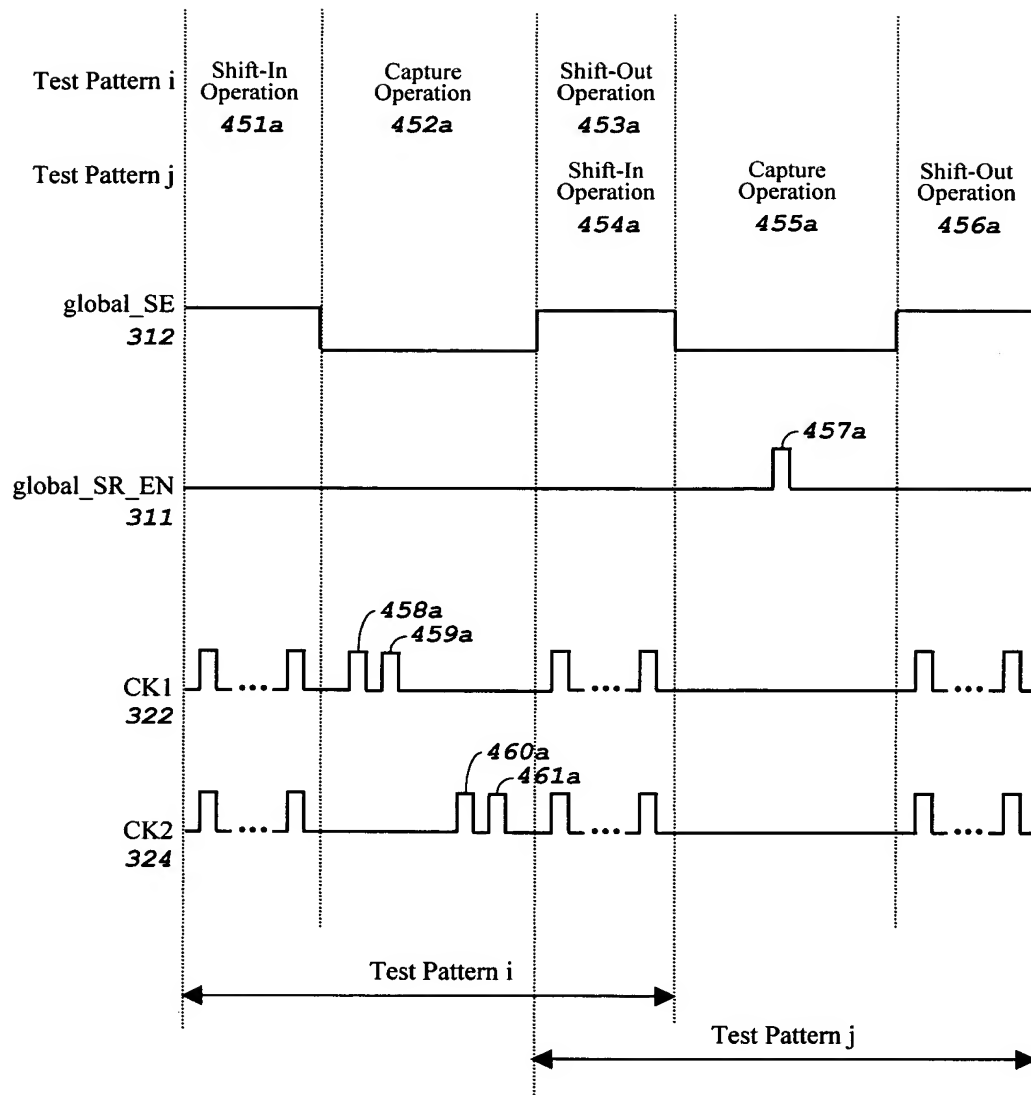 Test Pattern i
Shift-In
Operation
451a
Capture
Operation
452a
Shift-Out
Operation
453a
Test Pattern j
Shift-In
Operation
454a
Capture
Operation
455a
Shift-Out
Operation
456a
global_SE
312
457a
global_SR_EN
311
458a
459a
CK1
322
460a
461a
CK2
324
Test Pattern i
Test Pattern j